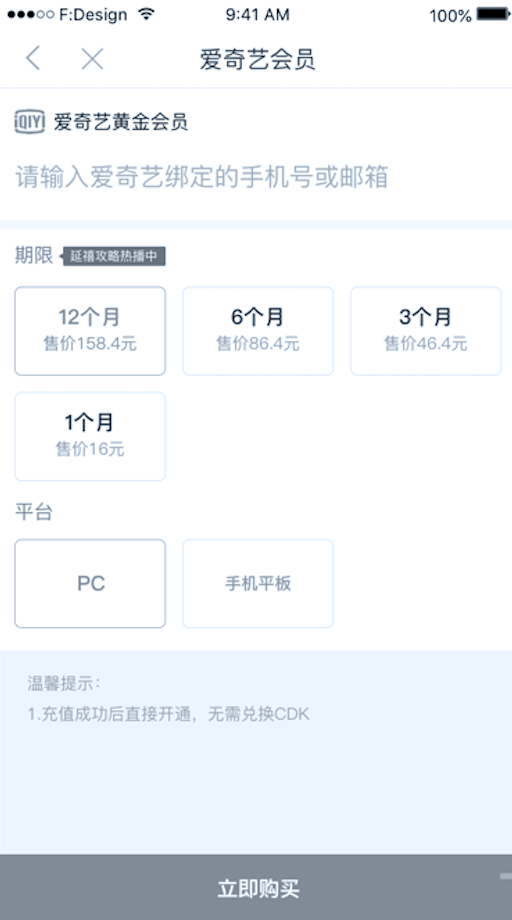 F:Design 9:41 AM 100%
爱奇艺会员
QIYI 爱奇艺黄金会员
请输入爱奇艺绑定的手机号或邮箱
期限 延禧攻略热播中
12个月 6个月 3个月
售价158.4元 售价86.4元 售价46.4元
1个月
售价16元
平台
PC 手机平板
温馨提示:
1.充值成功后直接开通，无需兑换CDK
立即购买